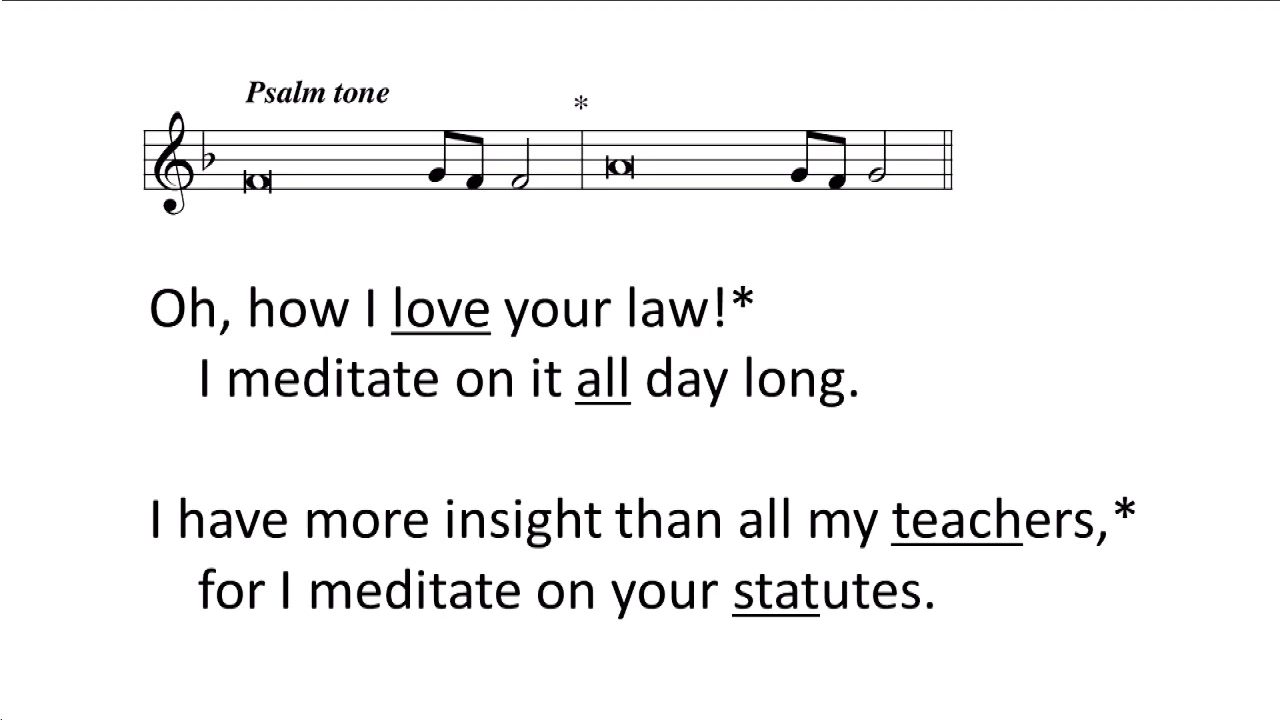 Psalm tone
*
Oh, how I love your law!*
I meditate on it all day long.
I have more insight than all my teachers,*
for I meditate on your statutes.